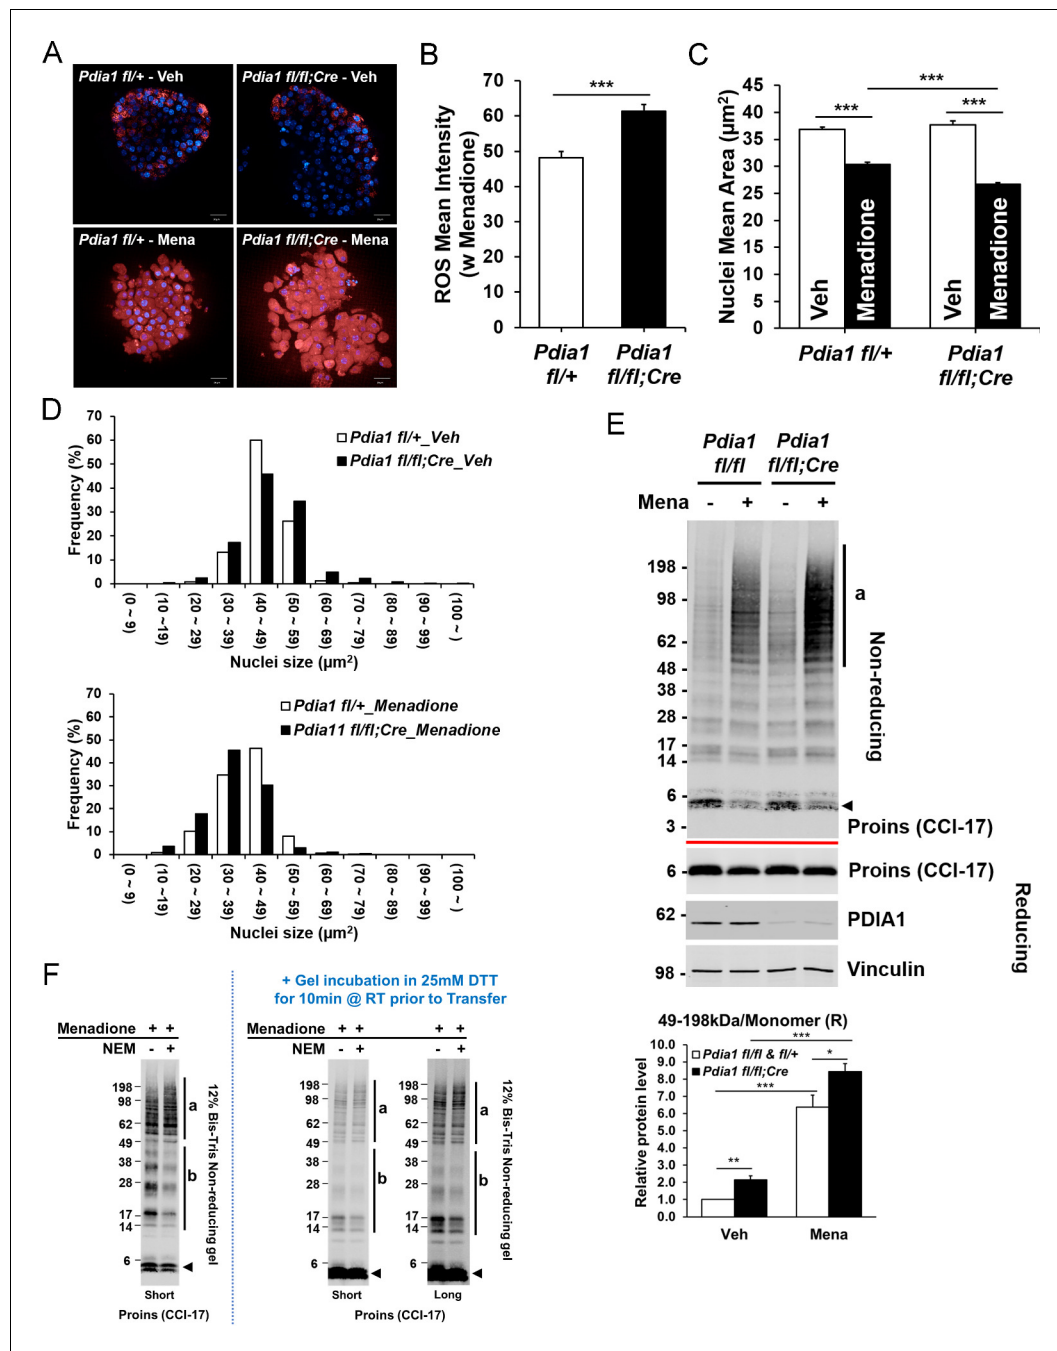 A
Pdia1 fl/+ - Veh
Pdia1 fl/fl;Cre - Veh
Pdia1 fl/+ - Mena
Pdia1 fl/fl;Cre - Mena
B
ROS Mean Intensity
(w Menadione)
70
60
50
40
30
20
10
0
***
Pdia1
fl/+
Pdia1
fl/fl;Cre
C
Nuclei Mean Area (µm²)
45
40
35
30
25
20
15
10
5
0
***
***
***
Veh
Menadione
Veh
Menadione
Pdia1 fl/+
Pdia1
fl/fl;Cre
D
Frequency (%)
70
60
50
40
30
20
10
0
Pdia1 fl/+_Veh
Pdia1 fl/fl;Cre_Veh
(0 ~ 9)
(10 ~19)
(20 ~ 29)
(30 ~ 39)
(40 ~ 49)
(50 ~ 59)
(60 ~ 69)
(70 ~ 79)
(80 ~ 89)
(90 ~ 99)
(100 ~ )
Nuclei size (µm²)
Frequency (%)
70
60
50
40
30
20
10
0
Pdia1 fl/+_Menadione
Pdia11 fl/fl;Cre_Menadione
(0 ~ 9)
(10 ~19)
(20 ~ 29)
(30 ~ 39)
(40 ~ 49)
(50 ~ 59)
(60 ~ 69)
(70 ~ 79)
(80 ~ 89)
(90 ~ 99)
(100 ~ )
Nuclei size (µm²)
E
Pdia1
fl/fl
Pdia1
fl/fl;Cre
Mena - + - +
198
98
62
48
38
28
17
14
6
3
a
Non-reducing
Proins (CCI-17)
6
Proins (CCI-17)
62
PDIA1
98
Vinculin
Reducing
49-198kDa/Monomer (R)
Relative protein level
10.0
9.0
8.0
7.0
6.0
5.0
4.0
3.0
2.0
1.0
0.0
Pdia1 fl/fl & fl/+
Pdia1 fl/fl;Cre
***
*
***
**
Veh
Mena
F
+ Gel incubation in 25mM DTT
for 10min @ RT prior to Transfer
Menadione + +
NEM - +
198
98
62
49
38
28
17
14
6
a
b
12% Bis-Tris Non-reducing gel
Short
Proins (CCI-17)
Menadione + + + +
NEM - + - +
198
98
62
49
38
28
17
14
6
a
b
198
98
62
49
38
28
17
14
6
a
b
12% Bis-Tris Non-reducing gel
Short
Long
Proins (CCI-17)